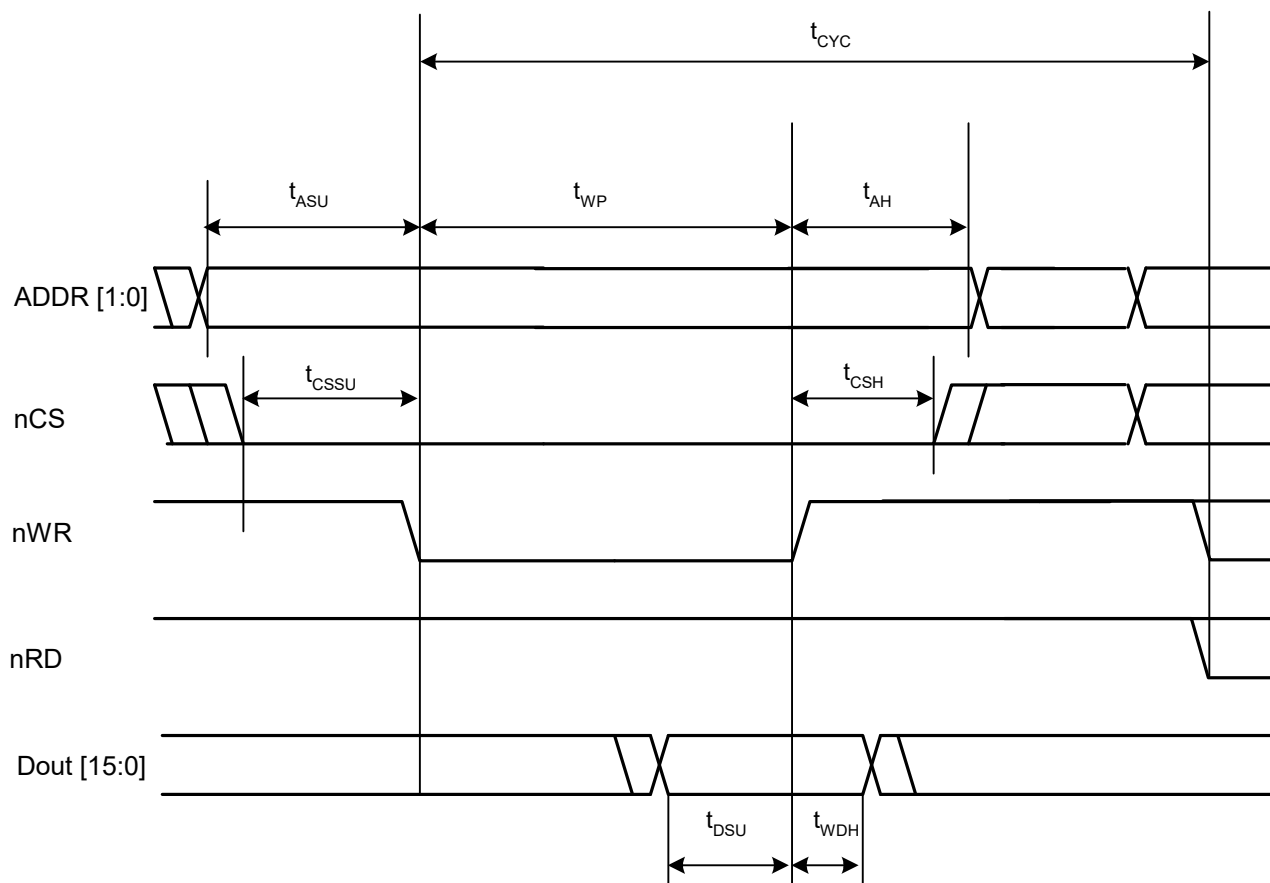 tCYC
tASU
tWP
tAH
ADDR [1:0]
tCSSU
tCSH
nCS
nWR
nRD
Dout [15:0]
tDSU
tWDH